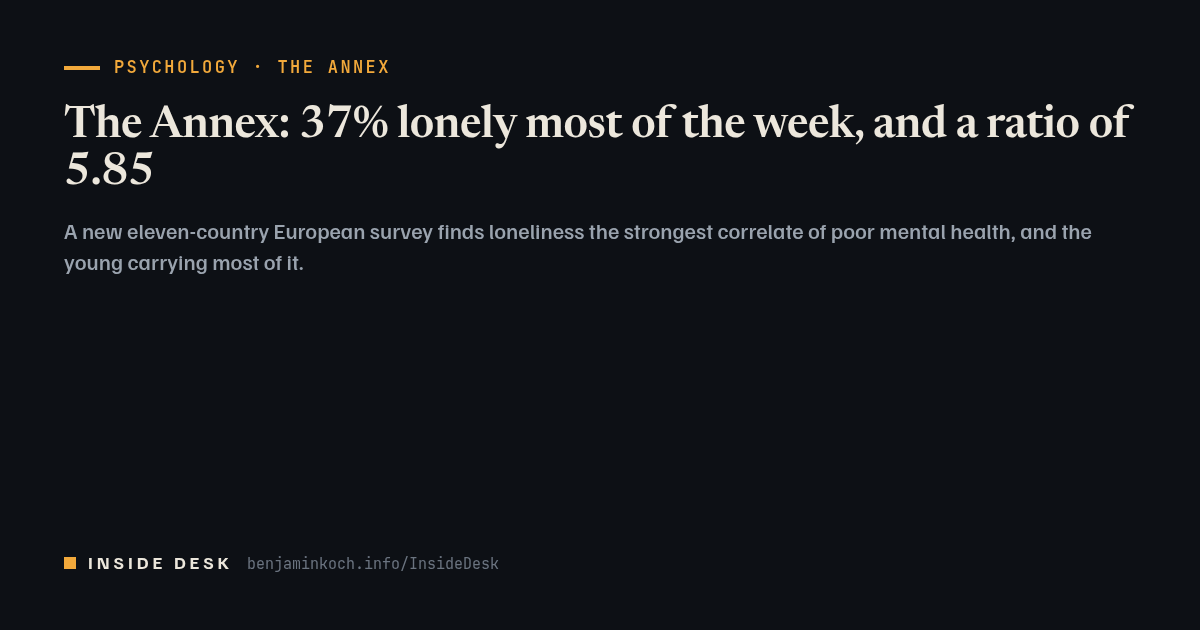 PSYCHOLOGY · THE ANNEX
The Annex: 37% lonely most of the week, and a ratio of
5.85
A new eleven-country European survey finds loneliness the strongest correlate of poor mental health, and the
young carrying most of it.
INSIDE DESK benjaminkoch.info/InsideDesk